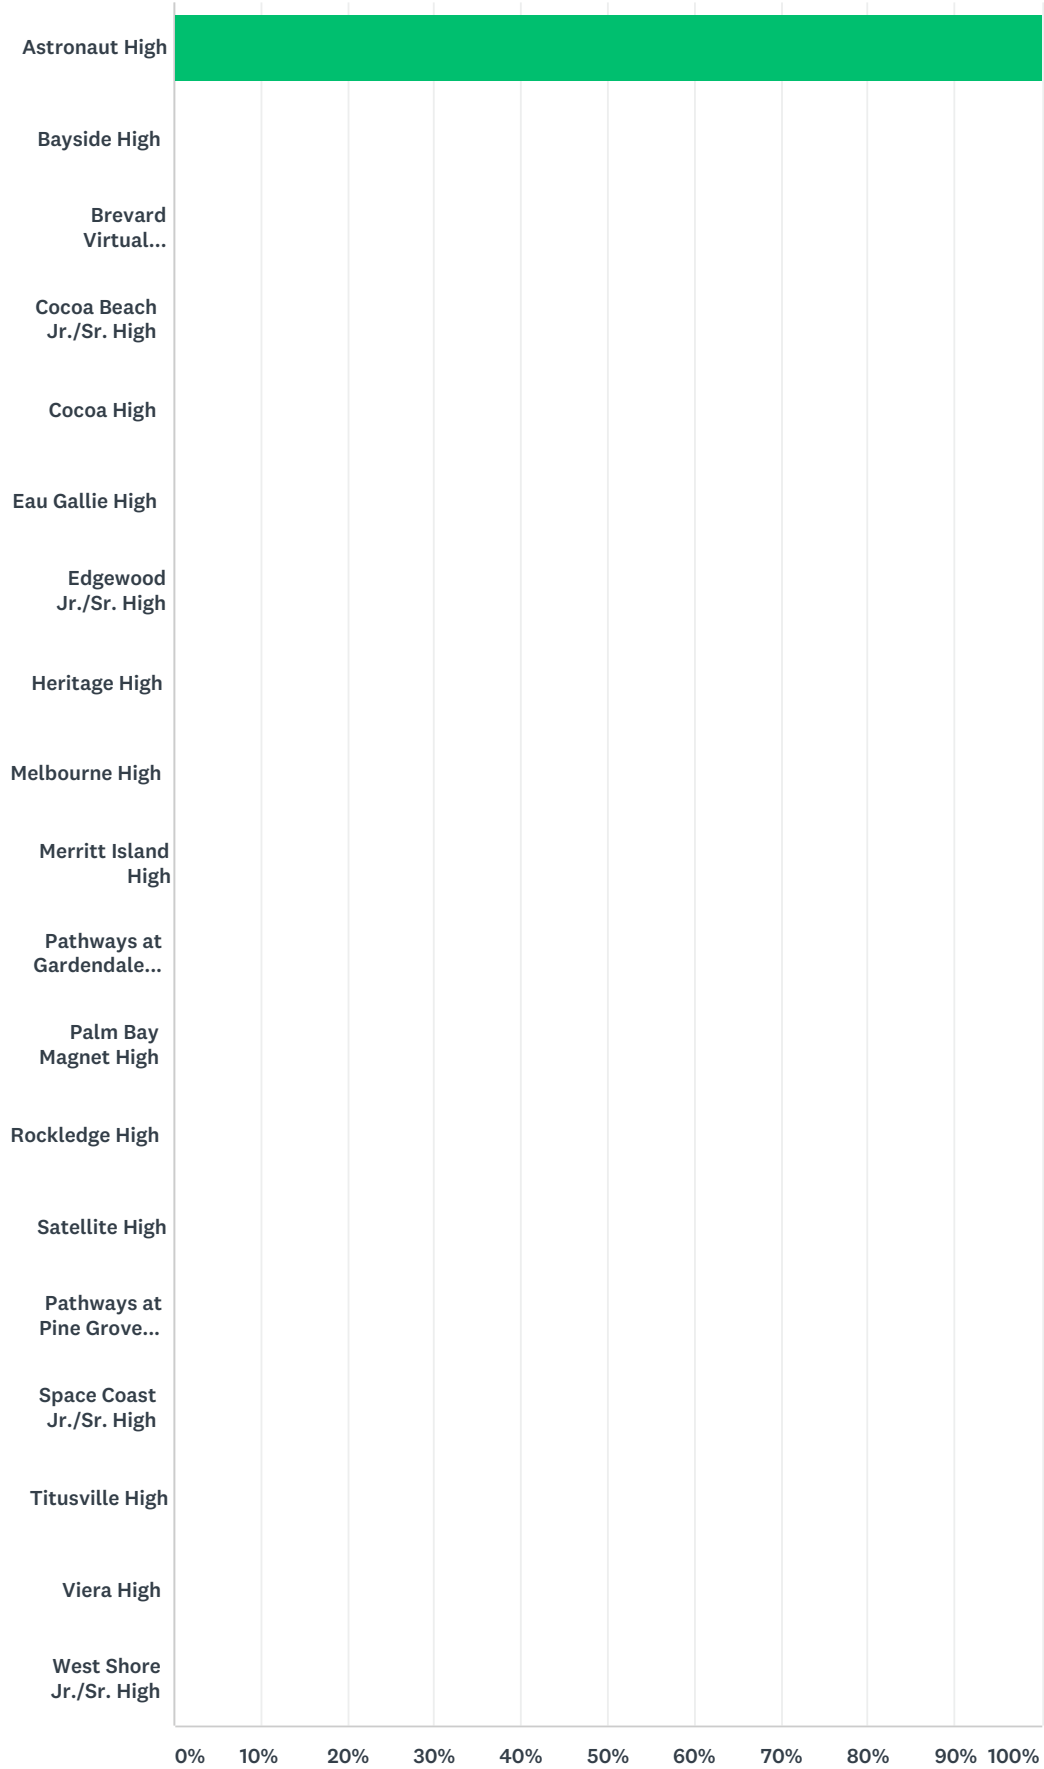 Astronaut High
Bayside High
Brevard
Virtual...
Cocoa Beach
Jr./Sr. High
Cocoa High
Eau Gallie High
Edgewood
Jr./Sr. High
Heritage High
Melbourne High
Merritt Island
High
Pathways at
Gardendale...
Palm Bay
Magnet High
Rockledge High
Satellite High
Pathways at
Pine Grove...
Space Coast
Jr./Sr. High
Titusville High
Viera High
West Shore
Jr./Sr. High
0% 10% 20% 30% 40% 50% 60% 70% 80% 90% 100%